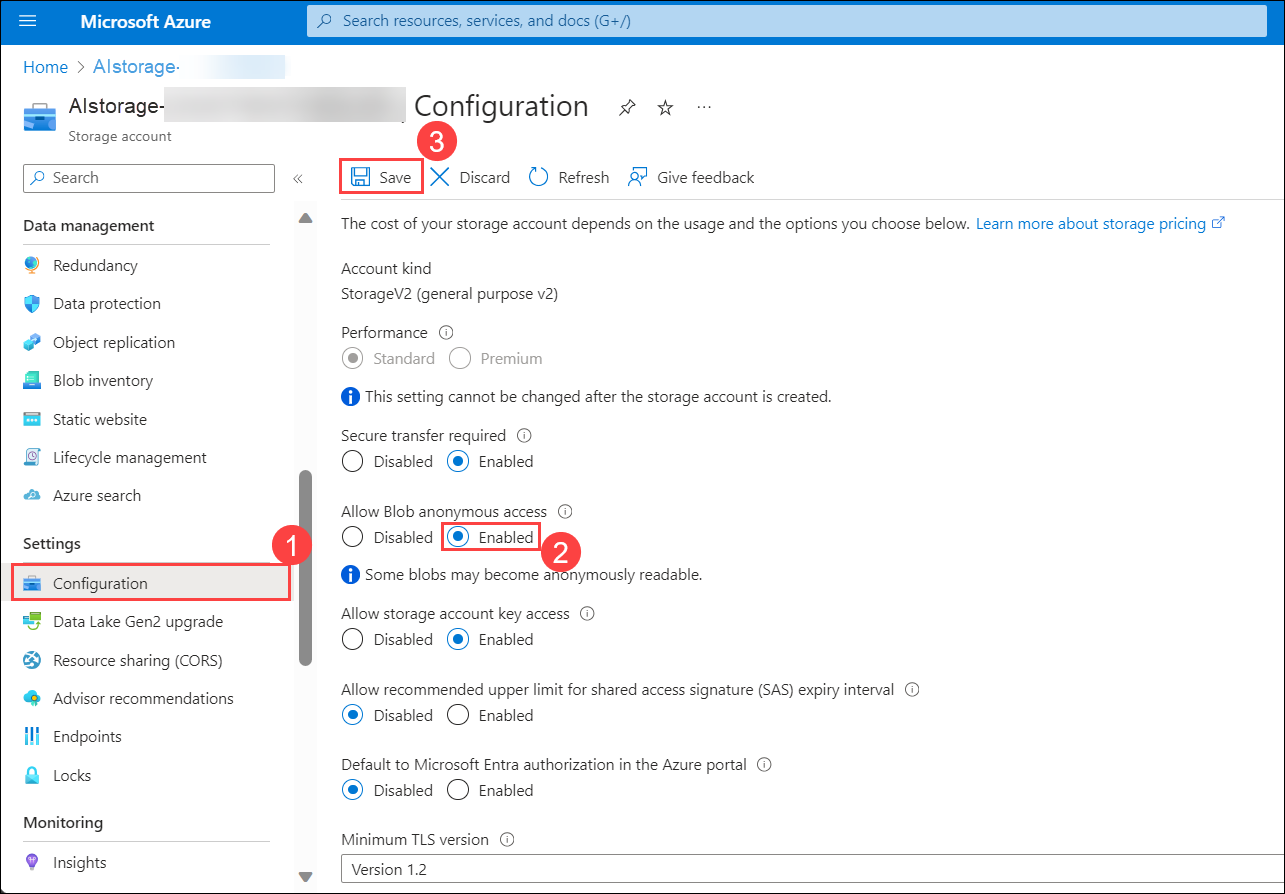 Microsoft Azure
Search resources, services, and docs (G+/)
Home > AIstorage-
AIstorage-
Configuration
...
Storage account
3
Search
«
Save
Discard
Refresh
Give feedback
Data management
Redundancy
Data protection
Object replication
Blob inventory
Static website
Lifecycle management
Azure search
Settings
1
Configuration
Data Lake Gen2 upgrade
Resource sharing (CORS)
Advisor recommendations
Endpoints
Locks
Monitoring
Insights
The cost of your storage account depends on the usage and the options you choose below. Learn more about storage pricing
Account kind
StorageV2 (general purpose v2)
Performance
Standard
Premium
This setting cannot be changed after the storage account is created.
Secure transfer required
Disabled
Enabled
Allow Blob anonymous access
Disabled
Enabled
2
Some blobs may become anonymously readable.
Allow storage account key access
Disabled
Enabled
Allow recommended upper limit for shared access signature (SAS) expiry interval
Disabled
Enabled
Default to Microsoft Entra authorization in the Azure portal
Disabled
Enabled
Minimum TLS version
Version 1.2